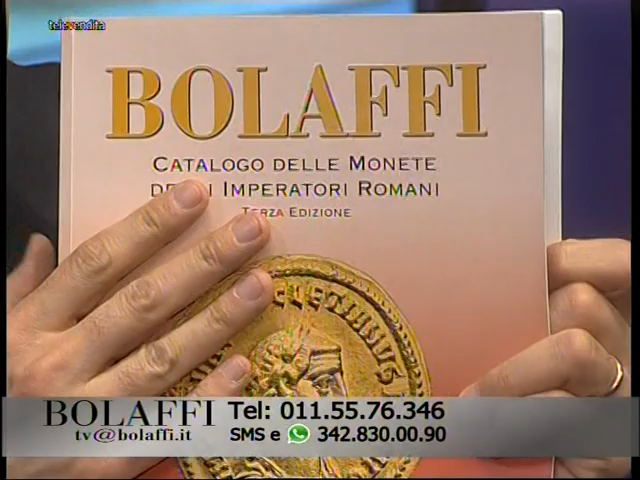 televendita
BOLAFFI
CATALOGO DELLE MONETE
IMPERATORI ROMANI
TERZA EDIZIONE
BOLAFFI
tv@bolaffi.it
Tel: 011.55.76.346
SMS e 342.830.00.90